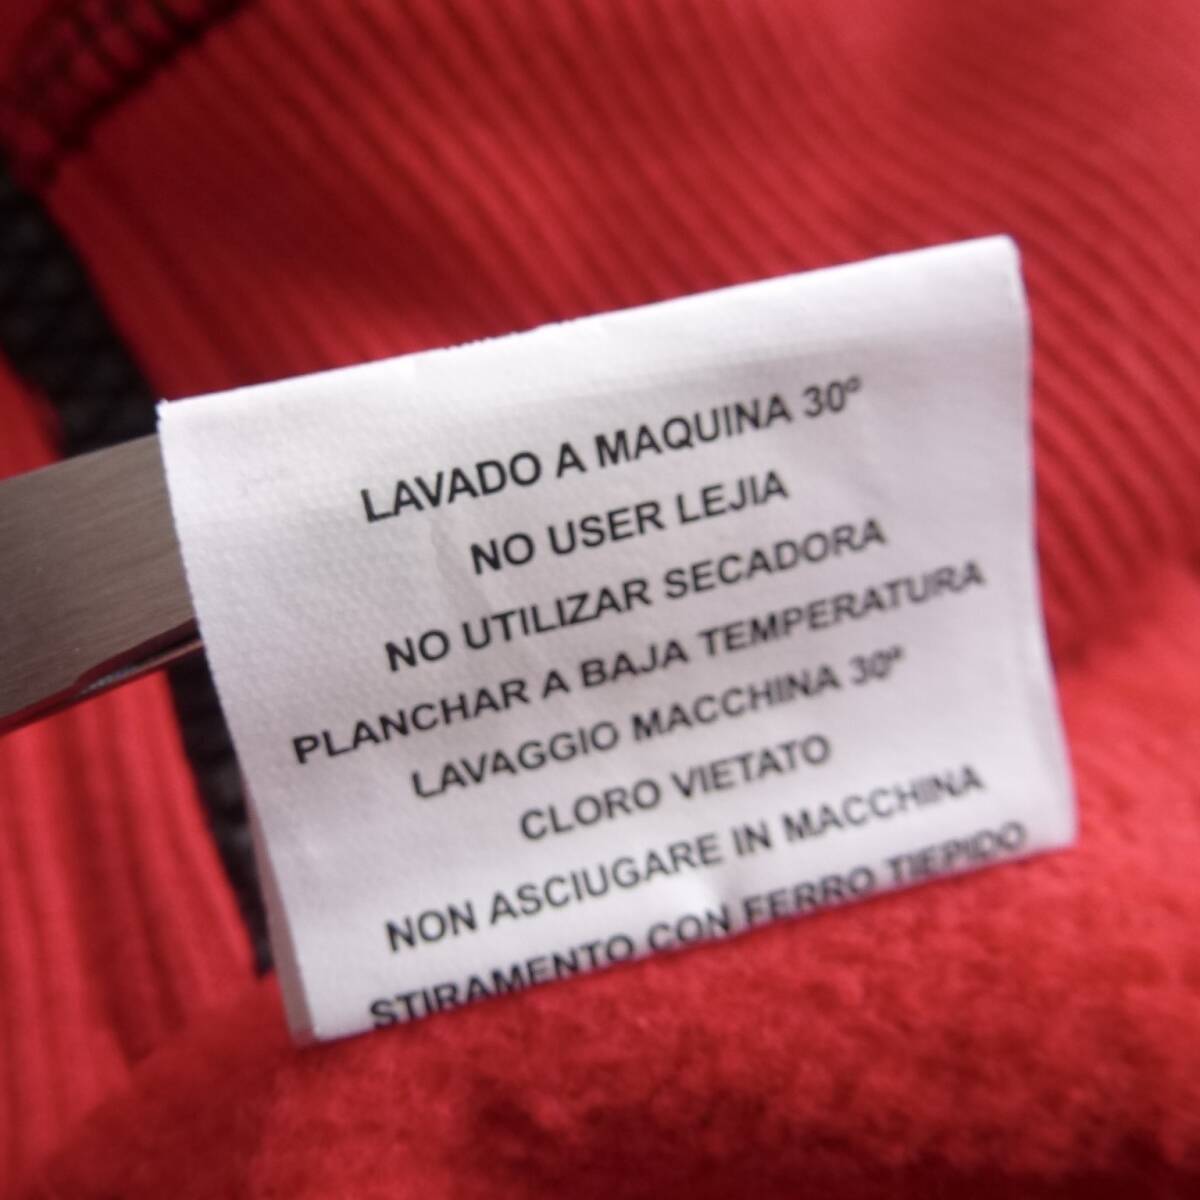 LAVADO A MAQUINA 30º
NO USER LEJIA
NO UTILIZAR SECADORA
PLANCHAR A BAJA TEMPERATURA
LAVAGGIO MACCHINA 30º
CLORO VIETATO
NON ASCIUGARE IN MACCHINA
STIRAMENTO CON FERRO TIEPIDO